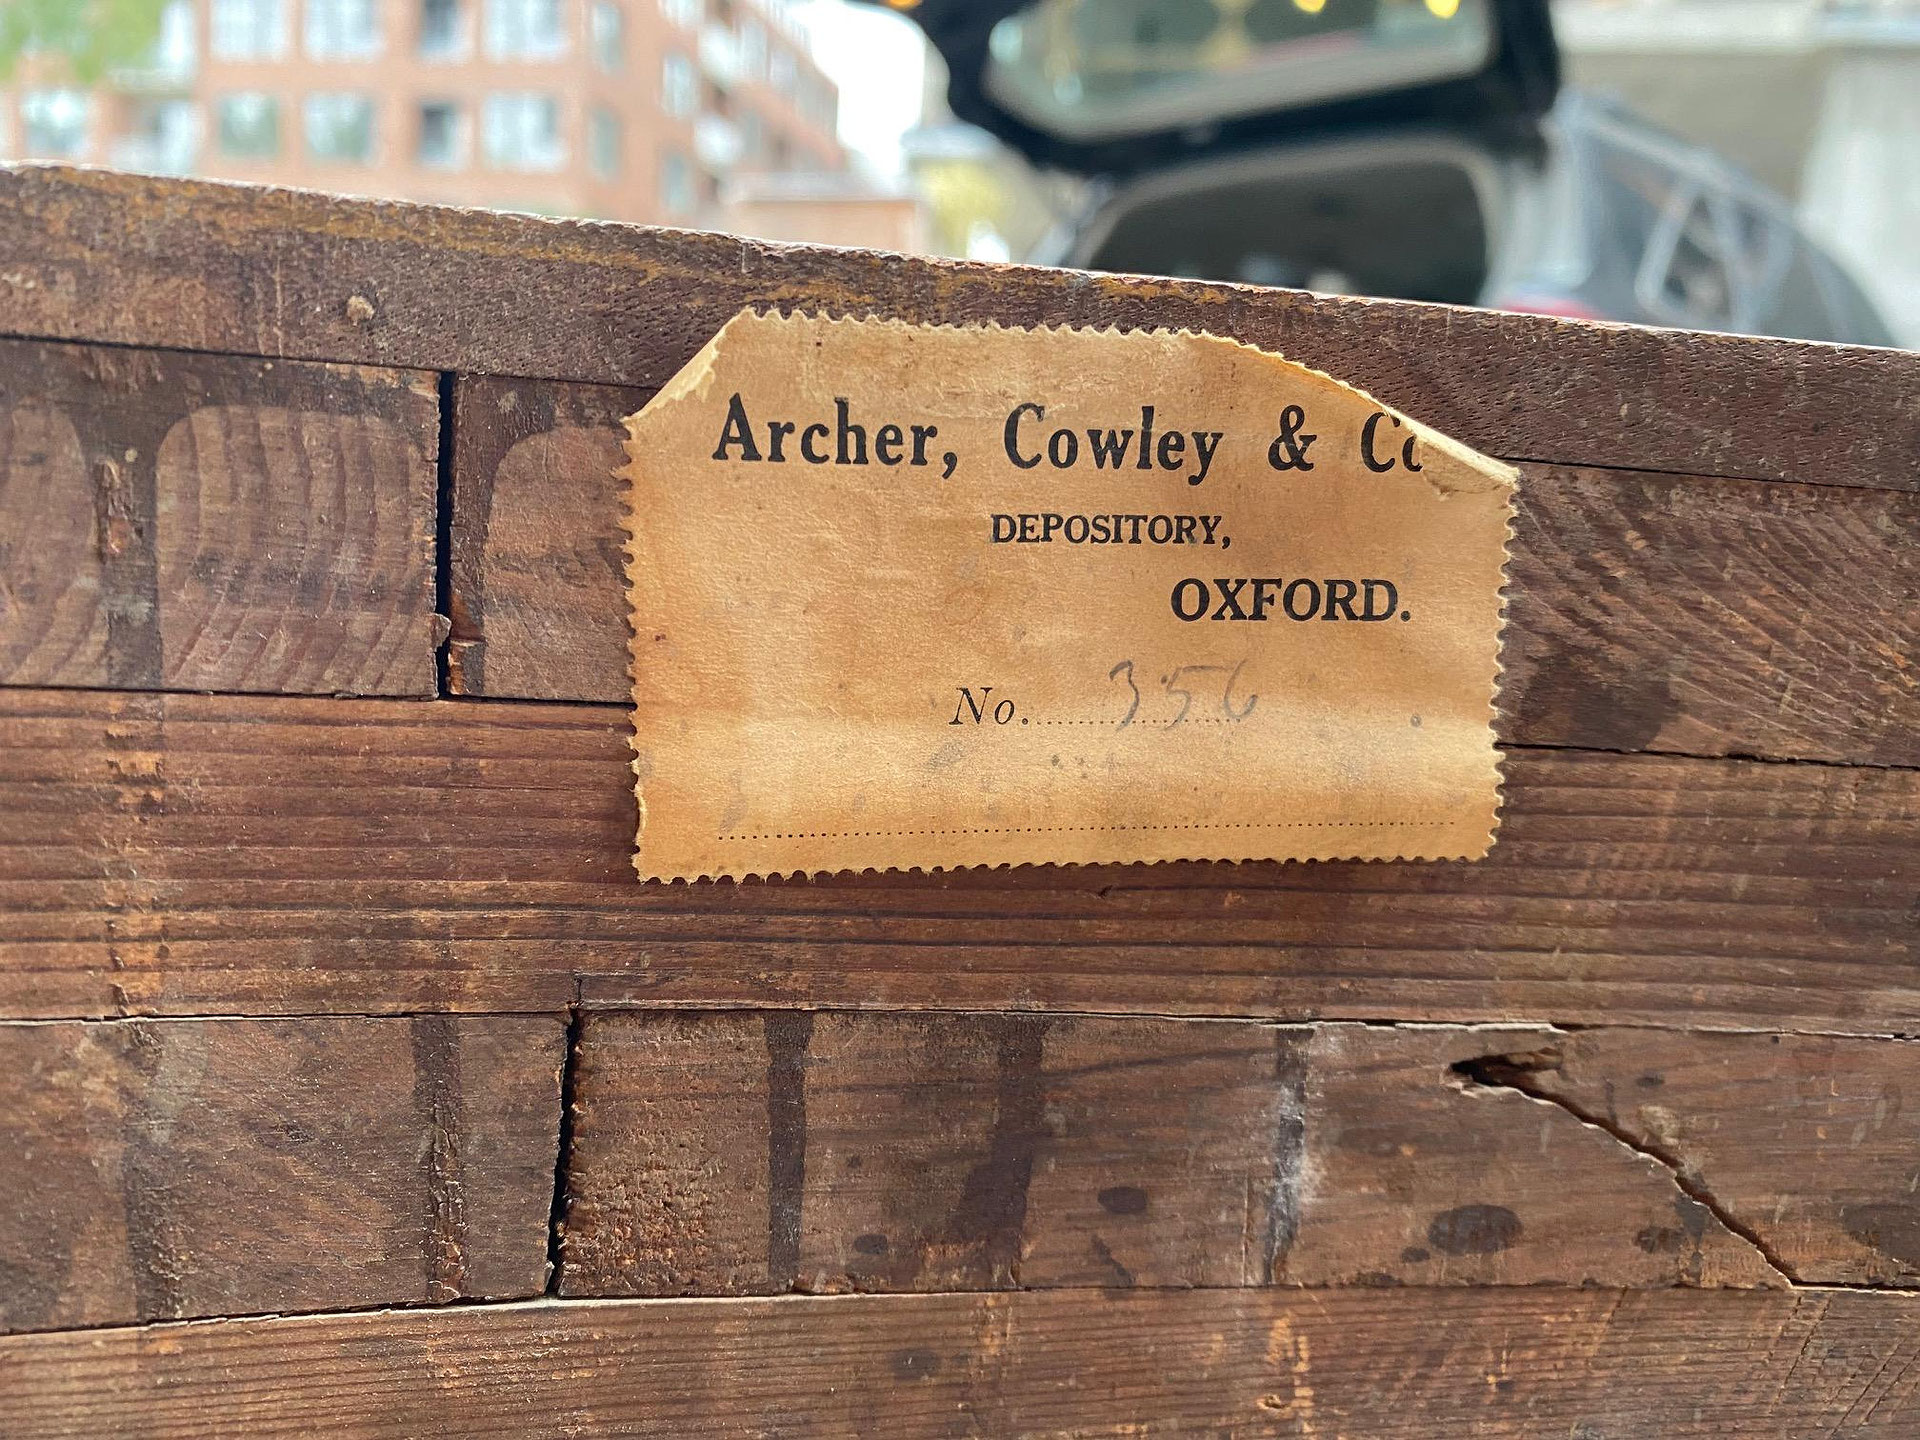 Archer, Cowley & Co
DEPOSITORY,
OXFORD.
No. 356